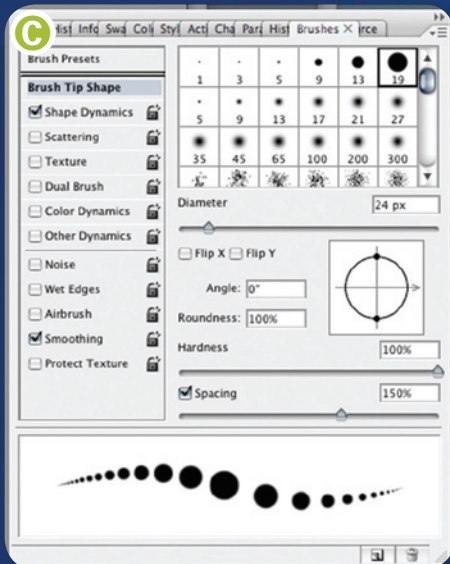 C
Hist Info Swa Col Styl Acti Cha Par Hist Brushes × rce
Brush Presets
Brush Tip Shape
Shape Dynamics
Scattering
Texture
Dual Brush
Color Dynamics
Other Dynamics
Noise
Wet Edges
Airbrush
Smoothing
Protect Texture
1 3 5 9 13 19
5 9 13 17 21 27
35 45 65 100 200 300
Diameter 24 px
Flip X Flip Y
Angle: 0°
Roundness: 100%
Hardness 100%
Spacing 150%